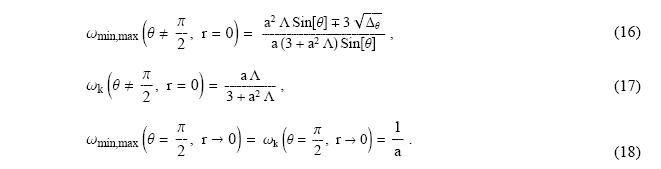 ω_min,max(θ ≠ π/2, r = 0) = (a² Λ Sin[θ] ∓ 3 √Δ_θ) / (a (3 + a² Λ) Sin[θ]) , (16)
ω_k(θ ≠ π/2, r = 0) = (a Λ) / (3 + a² Λ) , (17)
ω_min,max(θ = π/2, r → 0) = ω_k(θ = π/2, r → 0) = 1/a . (18)